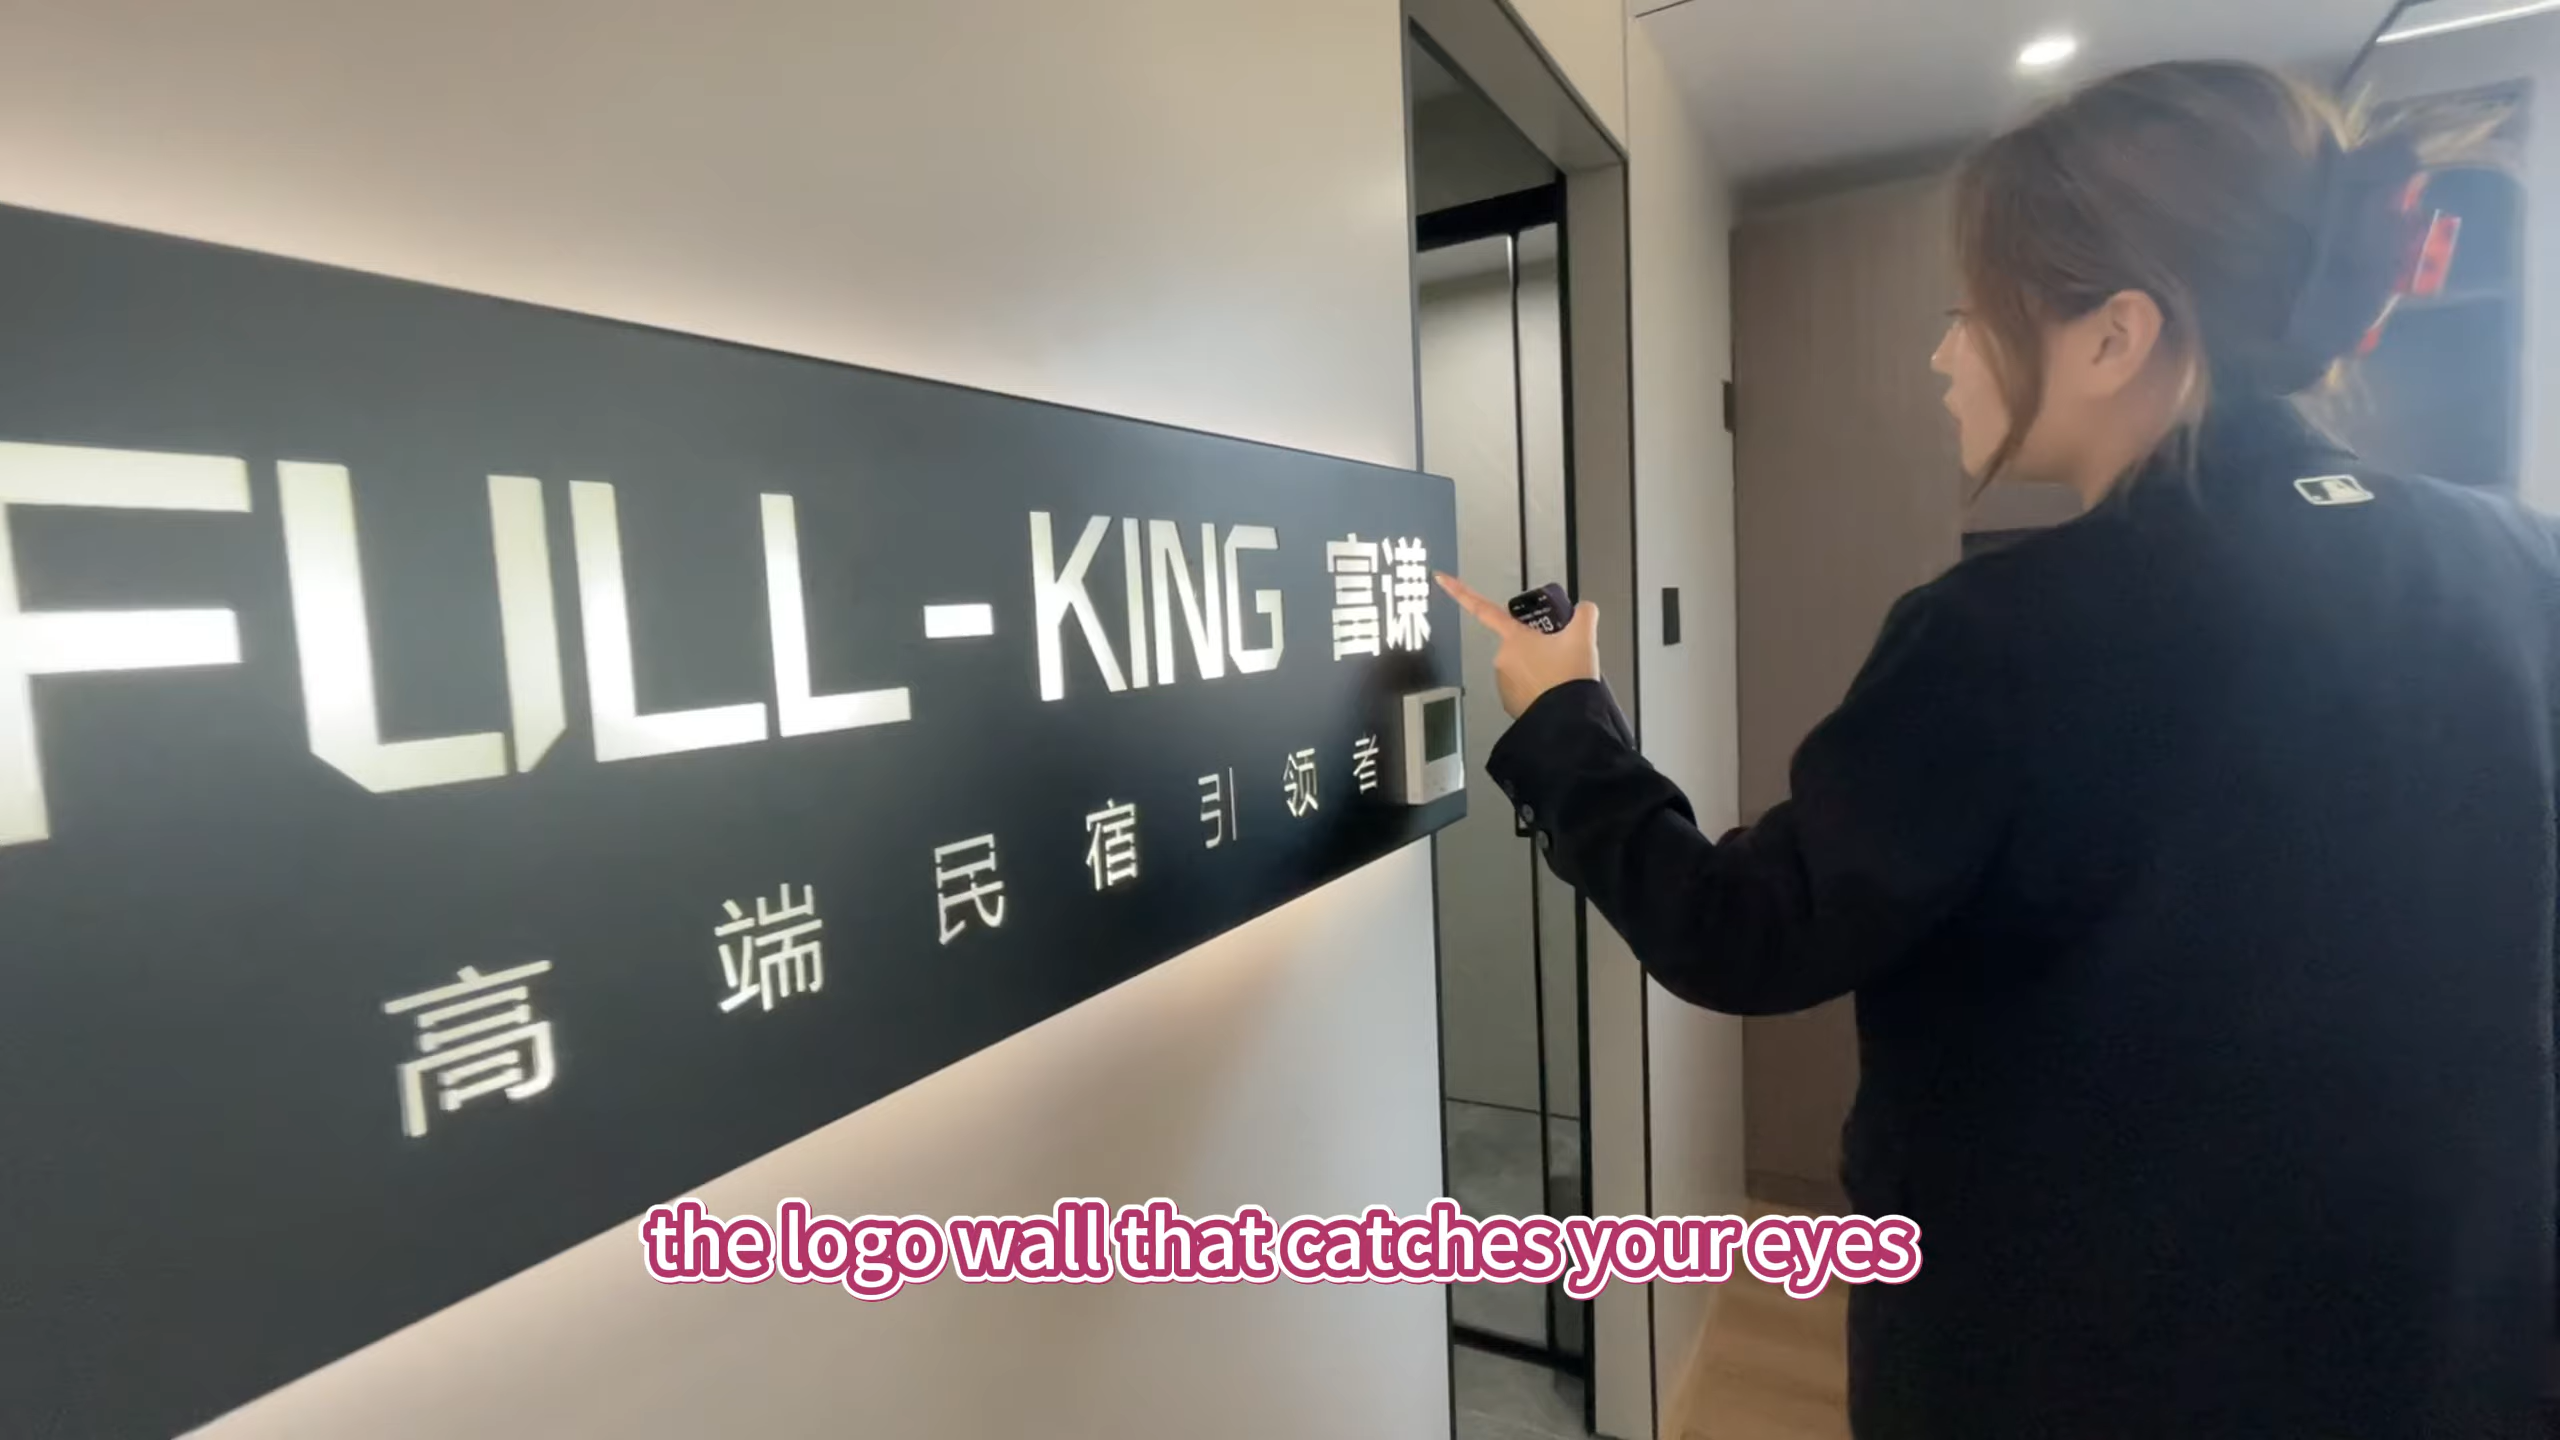 FULL-KING 富谦
高端民宿引领者
the logo wall that catches your eyes